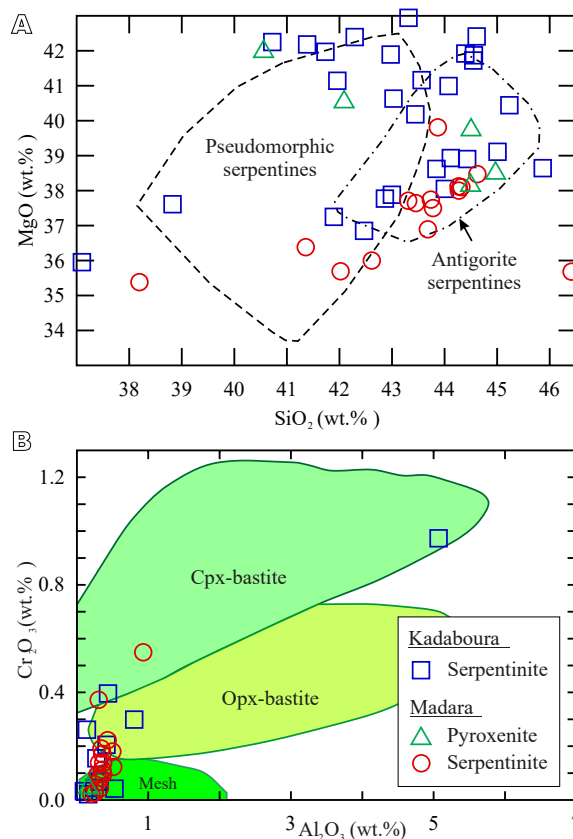 A
42
41
40
39
38
37
36
35
34
33
MgO (wt.%)
Pseudomorphic
serpentines
Antigorite
serpentines
38 39 40 41 42 43 44 45 46
SiO₂ (wt.%)
B
1.2
0.8
0.4
0.0
Cr₂O₃(wt.%)
Cpx-bastite
Opx-bastite
Mesh
Kadaboura
Serpentinite
Madara
Pyroxenite
Serpentinite
1 3 5 7
Al₂O₃ (wt.%)